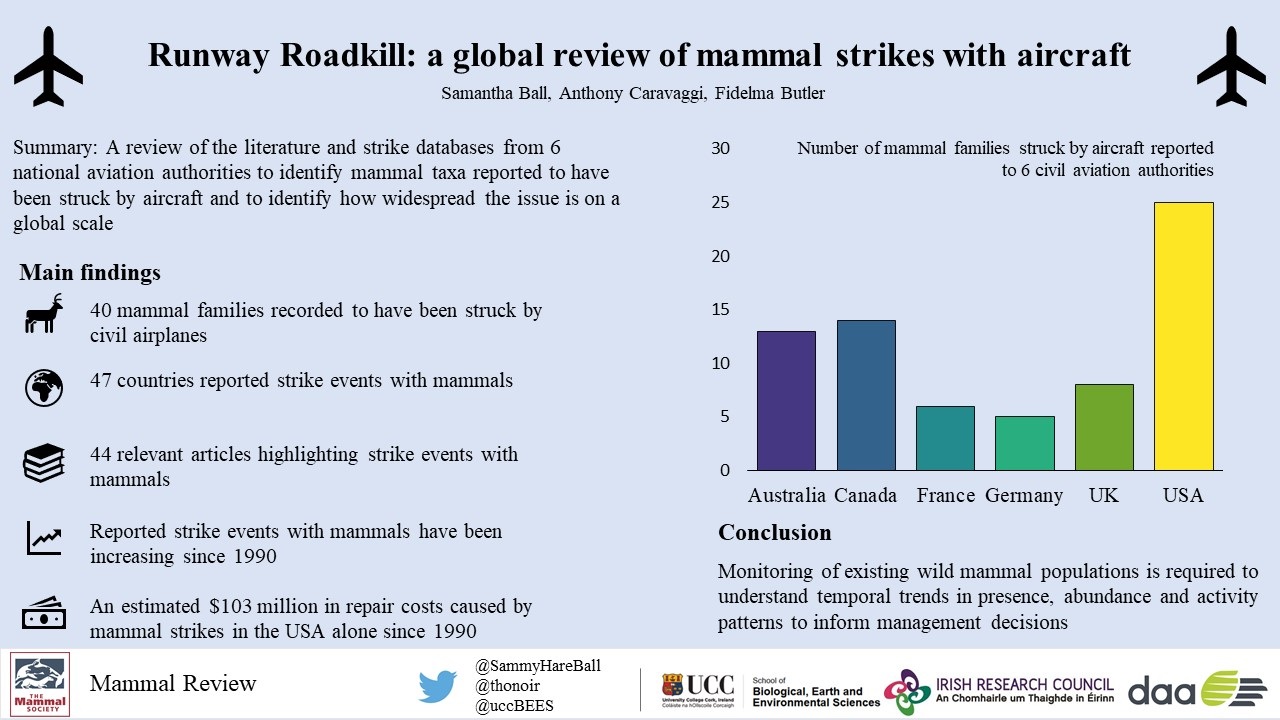 Runway Roadkill: a global review of mammal strikes with aircraft
Samantha Ball, Anthony Caravaggi, Fidelma Butler
Summary: A review of the literature and strike databases from 6
national aviation authorities to identify mammal taxa reported to have
been struck by aircraft and to identify how widespread the issue is on a
global scale
Main findings
40 mammal families recorded to have been struck by
civil airplanes
47 countries reported strike events with mammals
44 relevant articles highlighting strike events with
mammals
Reported strike events with mammals have been
increasing since 1990
An estimated $103 million in repair costs caused by
mammal strikes in the USA alone since 1990
Number of mammal families struck by aircraft reported
to 6 civil aviation authorities
30
25
20
15
10
5
0
Australia Canada France Germany UK USA
Conclusion
Monitoring of existing wild mammal populations is required to
understand temporal trends in presence, abundance and activity
patterns to inform management decisions
THE
Mammal
SOCIETY
Mammal Review
@SammyHareBall
@thonoir
@uccBEES
UCC
University College Cork, Ireland
Coláiste na hOllscoile Corcaigh
School of
Biological, Earth and
Environmental Sciences
IRISH RESEARCH COUNCIL
An Chomhairle um Thaighde in Éirinn
daa